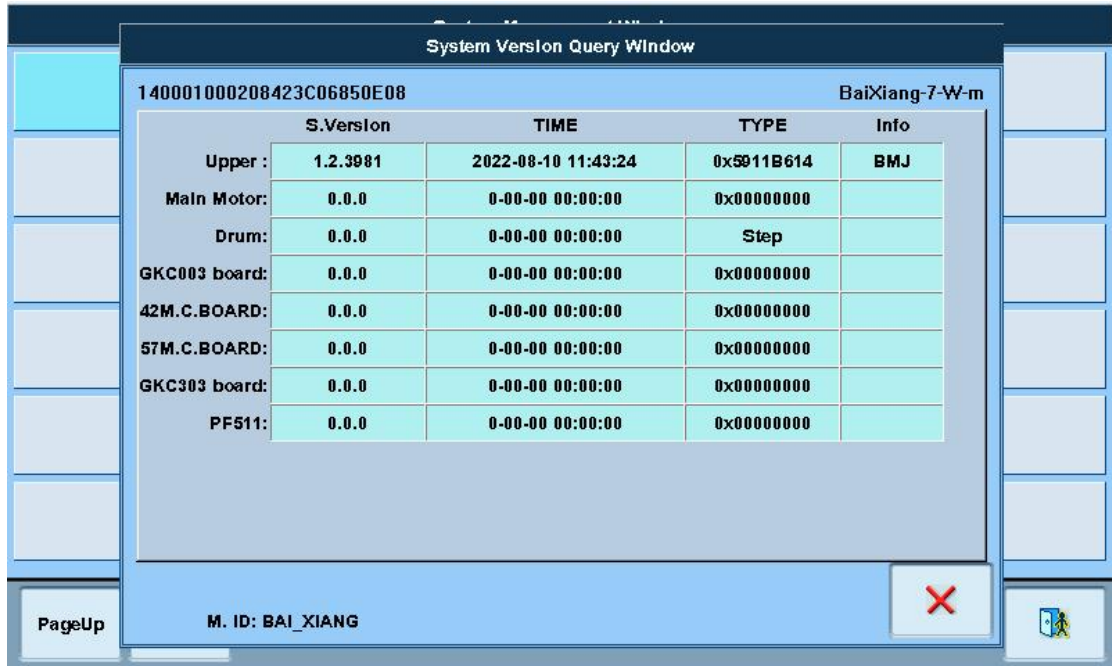 System Version Query Window
140001000208423C06850E08 BaiXiang-7-W-m
S.Version TIME TYPE Info
Upper : 1.2.3981 2022-08-10 11:43:24 0x5911B614 BMJ
Main Motor: 0.0.0 0-00-00 00:00:00 0x00000000
Drum: 0.0.0 0-00-00 00:00:00 Step
GKC003 board: 0.0.0 0-00-00 00:00:00 0x00000000
42M.C.BOARD: 0.0.0 0-00-00 00:00:00 0x00000000
57M.C.BOARD: 0.0.0 0-00-00 00:00:00 0x00000000
GKC303 board: 0.0.0 0-00-00 00:00:00 0x00000000
PF511: 0.0.0 0-00-00 00:00:00 0x00000000
PageUp M. ID: BAI_XIANG